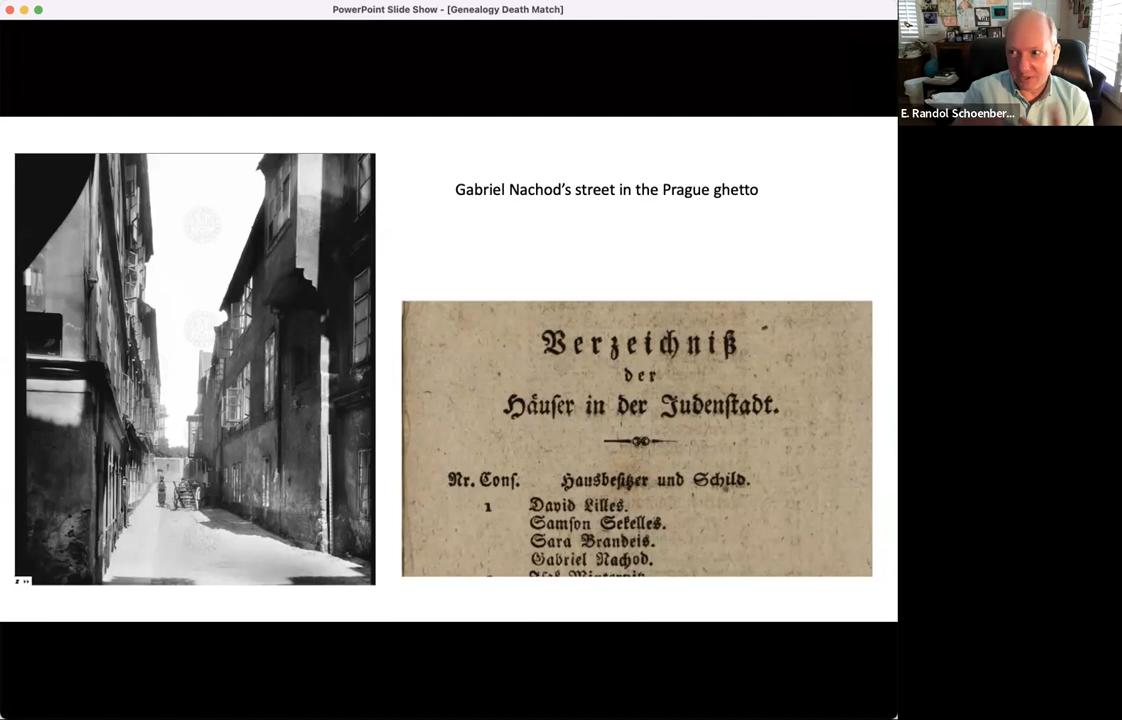 PowerPoint Slide Show - [Genealogy Death Match]
E. Randol Schoenber...
Gabriel Nachod’s street in the Prague ghetto
Verzeichniß
der
Häuser in der Judenstadt.
Nr. Conſ. Hausbeſitzer und Schild.
1 David Lilles.
Samſon Sekelles.
Sara Brandeis.
Gabriel Nachod.